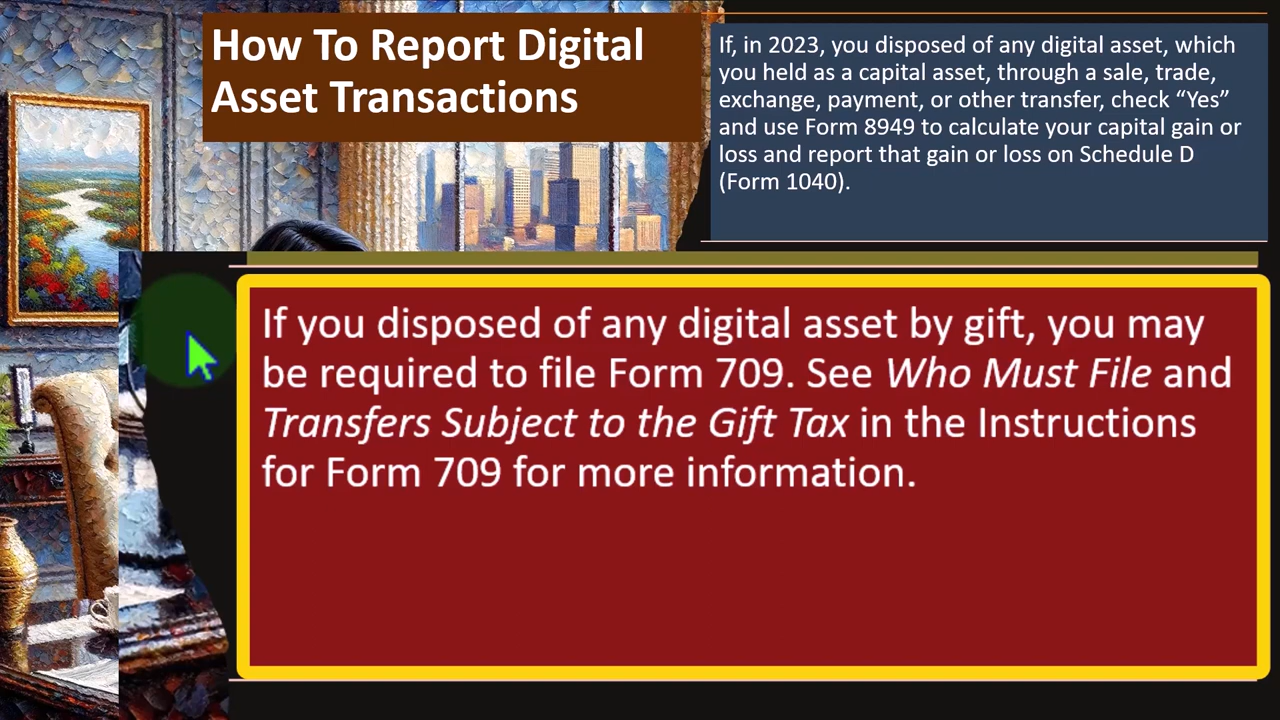 How To Report Digital
Asset Transactions
If, in 2023, you disposed of any digital asset, which
you held as a capital asset, through a sale, trade,
exchange, payment, or other transfer, check “Yes”
and use Form 8949 to calculate your capital gain or
loss and report that gain or loss on Schedule D
(Form 1040).
If you disposed of any digital asset by gift, you may
be required to file Form 709. See Who Must File and
Transfers Subject to the Gift Tax in the Instructions
for Form 709 for more information.